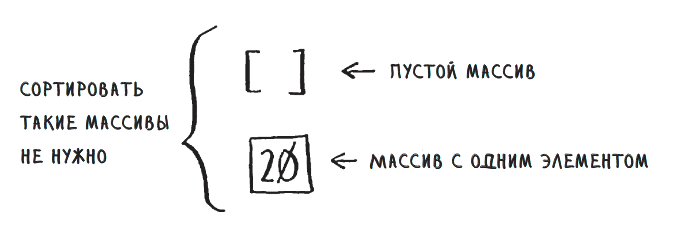 СОРТИРОВАТЬ
ТАКИЕ МАССИВЫ
НЕ НУЖНО
[ ] ← ПУСТОЙ МАССИВ
20 ← МАССИВ С ОДНИМ ЭЛЕМЕНТОМ